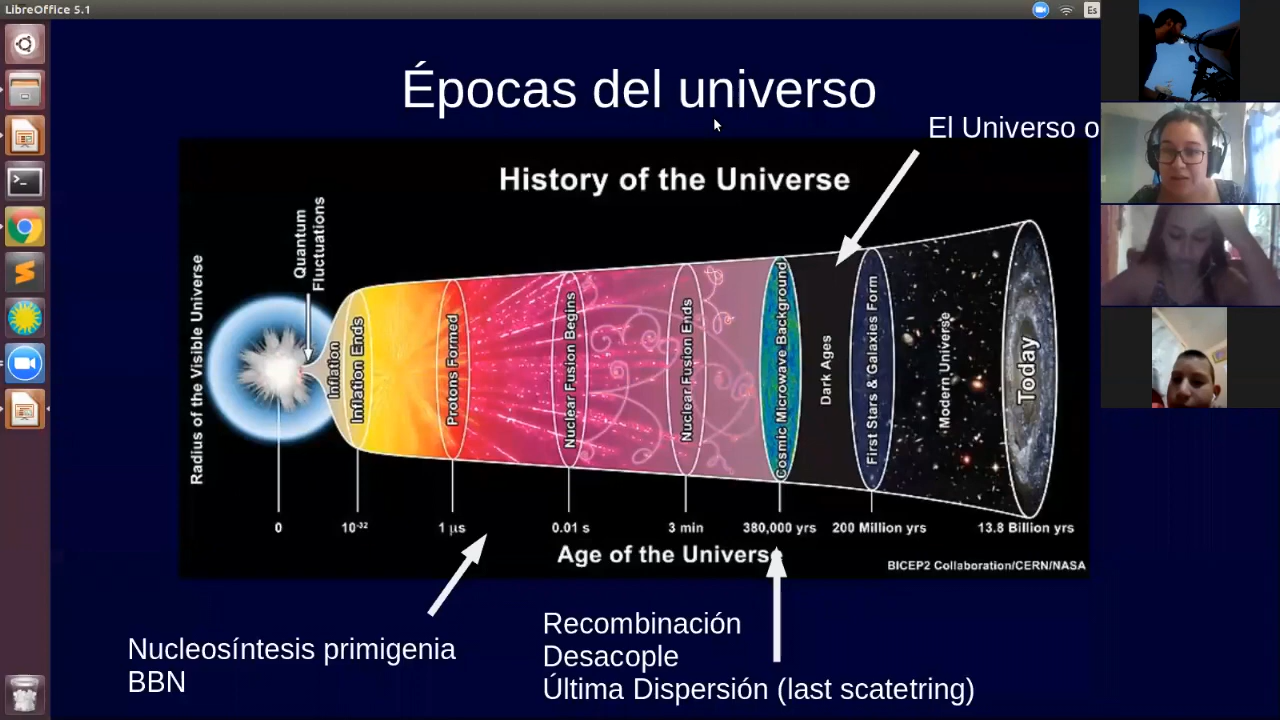 LibreOffice 5.1
Es
Épocas del universo
El Universo o
History of the Universe
Radius of the Visible Universe
Quantum
Fluctuations
Inflation
Inflation Ends
Protons Formed
Nuclear Fusion Begins
Nuclear Fusion Ends
Cosmic Microwave Background
Dark Ages
First Stars & Galaxies Form
Modern Universe
Today
0
10⁻³²
1 µs
0.01 s
3 min
380,000 yrs
200 Million yrs
13.8 Billion yrs
Age of the Universe
BICEP2 Collaboration/CERN/NASA
Nucleosíntesis primigenia
BBN
Recombinación
Desacople
Última Dispersión (last scatetring)